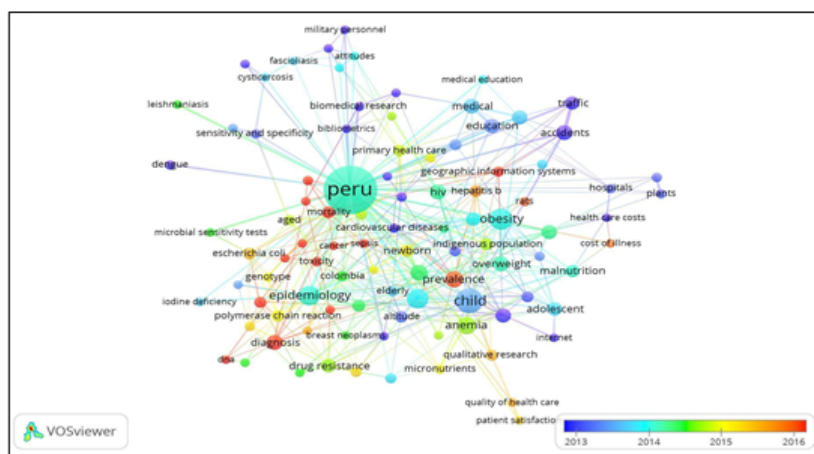 military personnel
fascioliasis
attitudes
cysticercosis
medical education
leishmaniasis
biomedical research
medical
traffic
sensitivity and specificity
bibliometrics
education
accidents
primary health care
dengue
geographic information systems
peru
hiv
hepatitis b
hospitals
plants
rats
mortality
aged
obesity
health care costs
microbial sensitivity tests
cardiovascular diseases
cancer
sepsis
indigenous population
cost of illness
escherichia coli
newborn
toxicity
overweight
genotype
colombia
prevalence
malnutrition
iodine deficiency
epidemiology
elderly
child
adolescent
polymerase chain reaction
altitude
anemia
breast neoplasms
internet
diagnosis
qualitative research
dna
drug resistance
micronutrients
quality of health care
patient satisfaction
VOSviewer
2013
2014
2015
2016